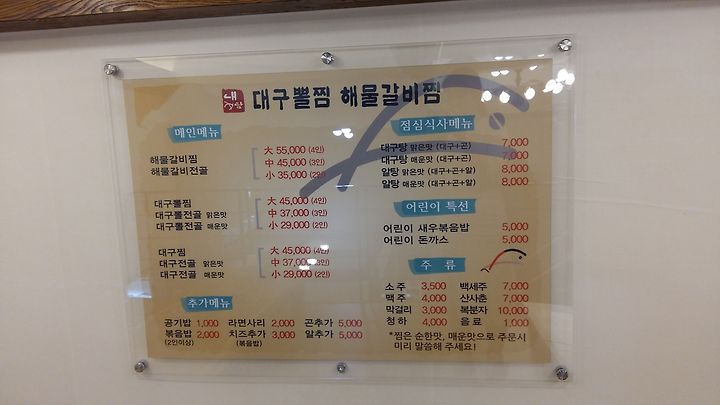 대구뽈찜 해물갈비찜
메인메뉴
해물갈비찜
해물갈비전골
大 55,000 (4인)
中 45,000 (3인)
小 35,000 (2인)
대구뽈찜
대구뽈전골 맑은맛
대구뽈전골 매운맛
大 45,000 (4인)
中 37,000 (3인)
小 29,000 (2인)
대구찜
대구전골 맑은맛
대구전골 매운맛
大 45,000 (4인)
中 37,000 (3인)
小 29,000 (2인)
추가메뉴
공기밥 1,000 라면사리 2,000 곤추가 5,000
볶음밥 2,000 치즈추가 3,000 알추가 5,000
(2인이상) (볶음밥)
점심식사메뉴
대구탕 맑은맛 (대구+곤) 7,000
대구탕 매운맛 (대구+곤) 7,000
알탕 맑은맛 (대구+곤+알) 8,000
알탕 매운맛 (대구+곤+알) 8,000
어린이 특선
어린이 새우볶음밥 5,000
어린이 돈까스 5,000
주 류
소 주 3,500 백세주 7,000
맥 주 4,000 산사춘 7,000
막걸리 3,000 복분자 10,000
청 하 4,000 음 료 1,000
*찜은 순한맛, 매운맛으로 주문시
미리 말씀해 주세요!